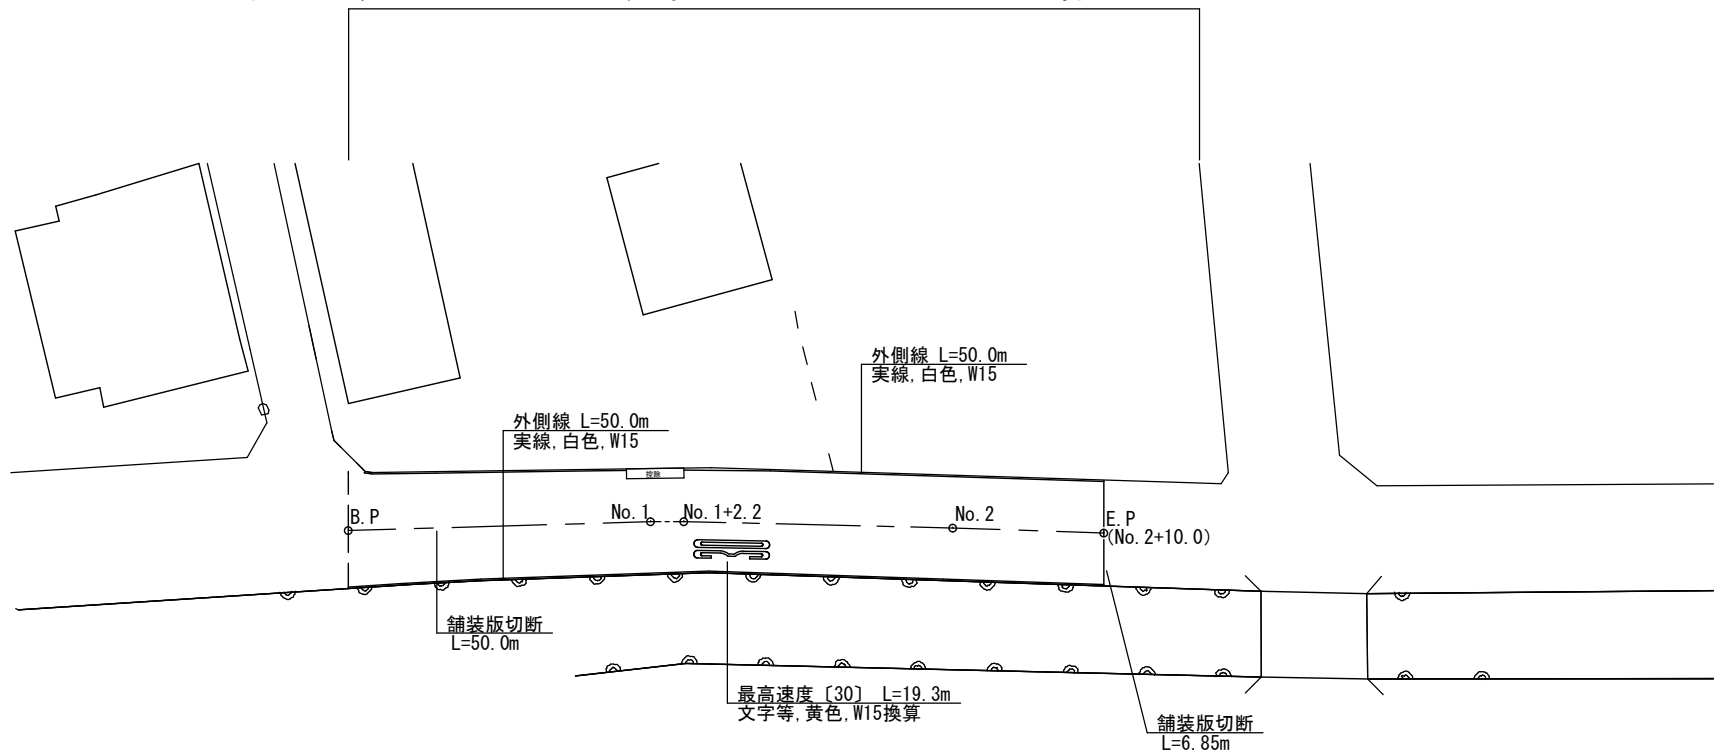 外側線 L=50.0m
実線,白色,W15
外側線 L=50.0m
実線,白色,W15
控除
B.P
No.1
No.1+2.2
No.2
E.P
(No.2+10.0)
舗装版切断
L=50.0m
最高速度〔30〕 L=19.3m
文字等,黄色,W15換算
舗装版切断
L=6.85m